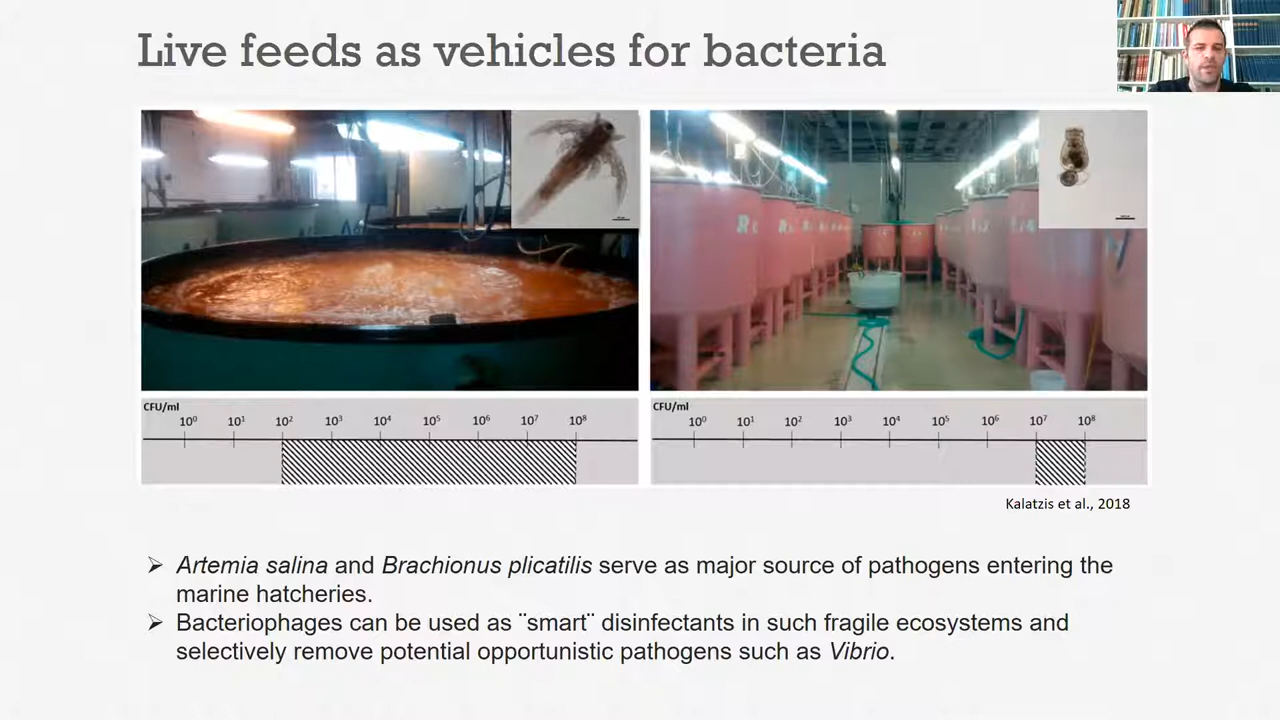 Live feeds as vehicles for bacteria
CFU/ml
10⁰ 10¹ 10² 10³ 10⁴ 10⁵ 10⁶ 10⁷ 10⁸
CFU/ml
10⁰ 10¹ 10² 10³ 10⁴ 10⁵ 10⁶ 10⁷ 10⁸
Kalatzis et al., 2018
➢ Artemia salina and Brachionus plicatilis serve as major source of pathogens entering the
marine hatcheries.
➢ Bacteriophages can be used as ¨smart¨ disinfectants in such fragile ecosystems and
selectively remove potential opportunistic pathogens such as Vibrio.